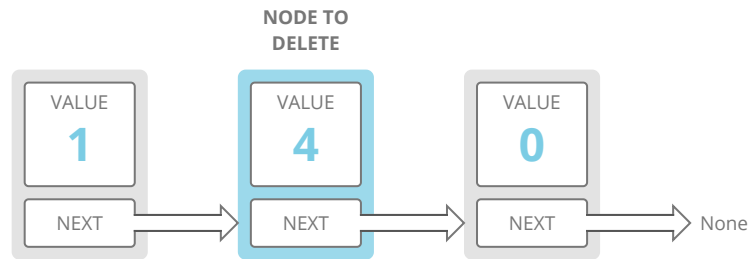 NODE TO
DELETE
VALUE
1
NEXT
VALUE
4
NEXT
VALUE
0
NEXT
None